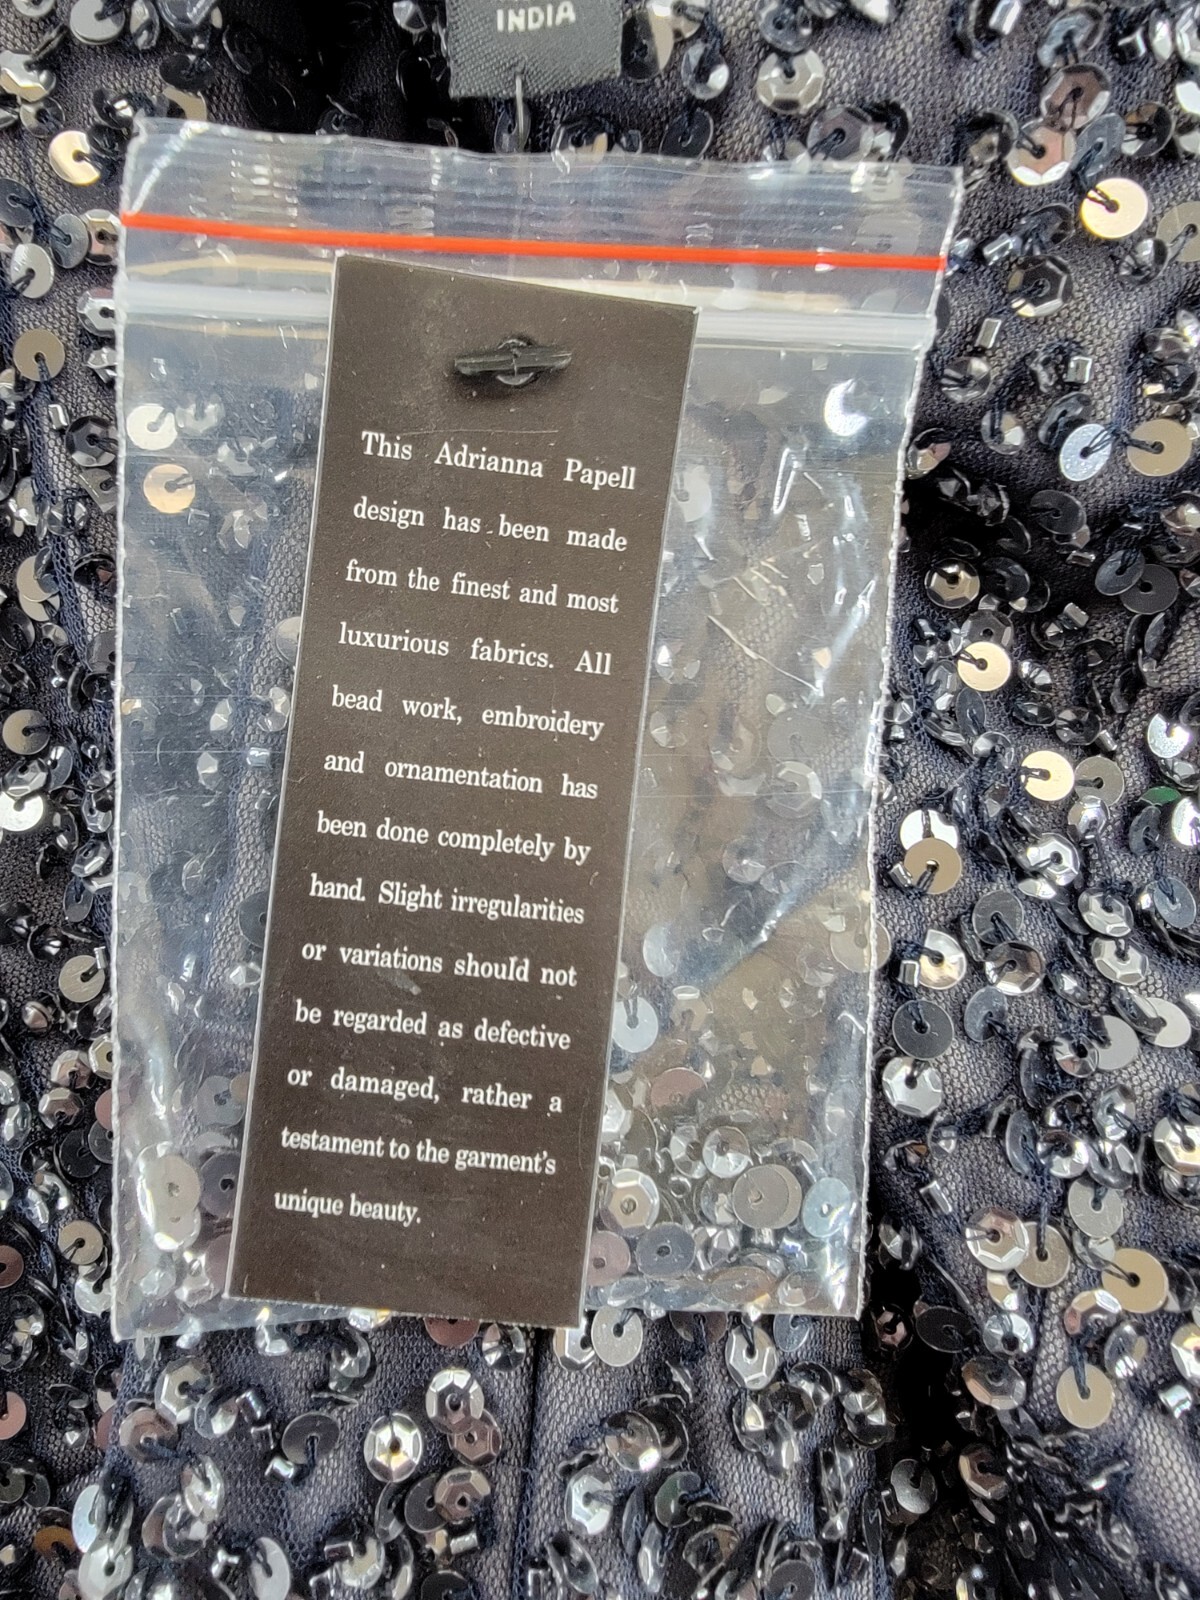 INDIA
This Adrianna Papell
design has been made
from the finest and most
luxurious fabrics. All
bead work, embroidery
and ornamentation has
been done completely by
hand. Slight irregularities
or variations should not
be regarded as defective
or damaged, rather a
testament to the garment's
unique beauty.